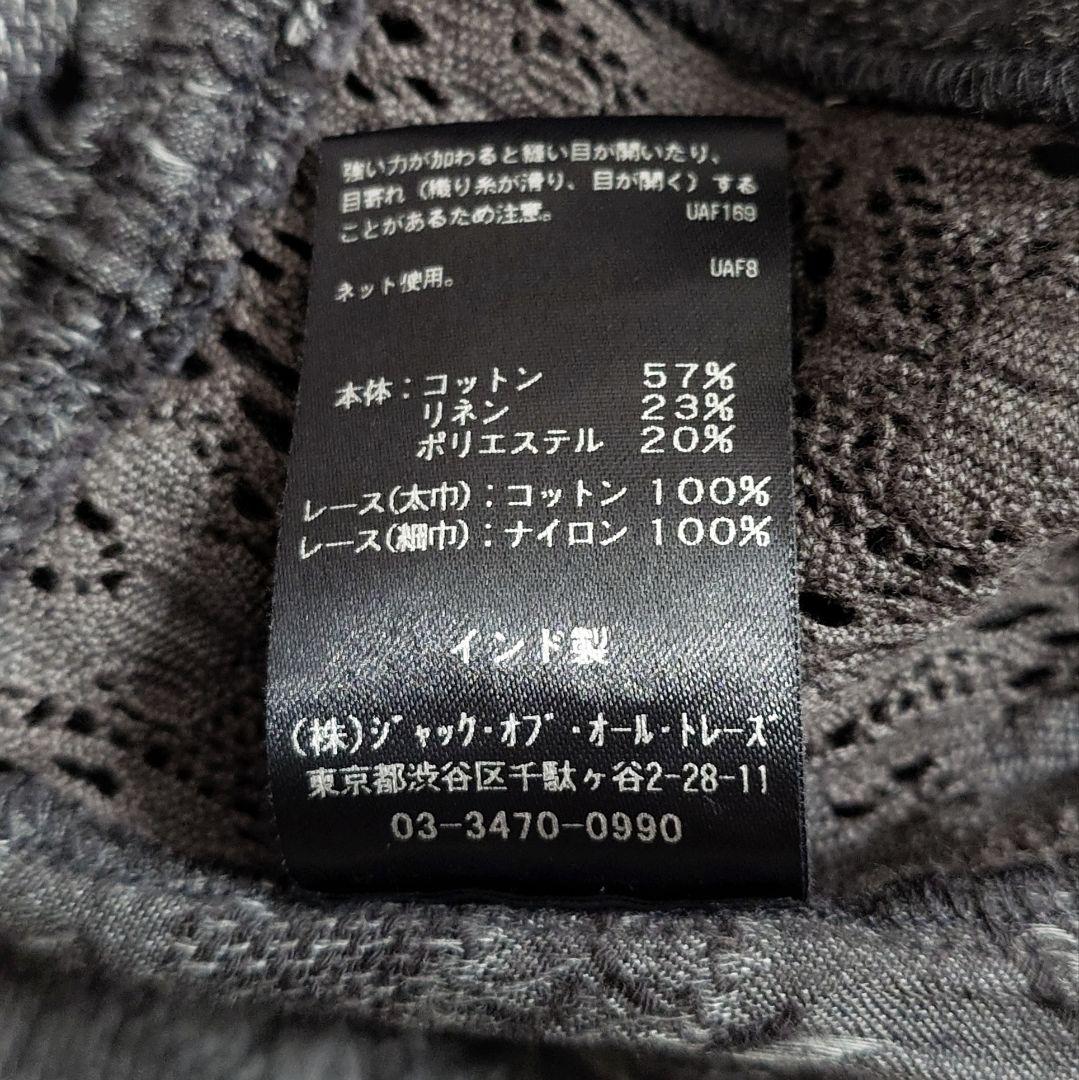 強い力が加わると縫い目が開いたり、
目寄れ（織り糸が滑り、目が開く）する
ことがあるため注意。 UAF169
ネット使用。 UAF8
本体：コットン 57%
リネン 23%
ポリエステル 20%
レース(太巾)：コットン 100%
レース(細巾)：ナイロン 100%
インド製
(株)ジャック・オブ・オール・トレーズ
東京都渋谷区千駄ヶ谷2-28-11
03-3470-0990